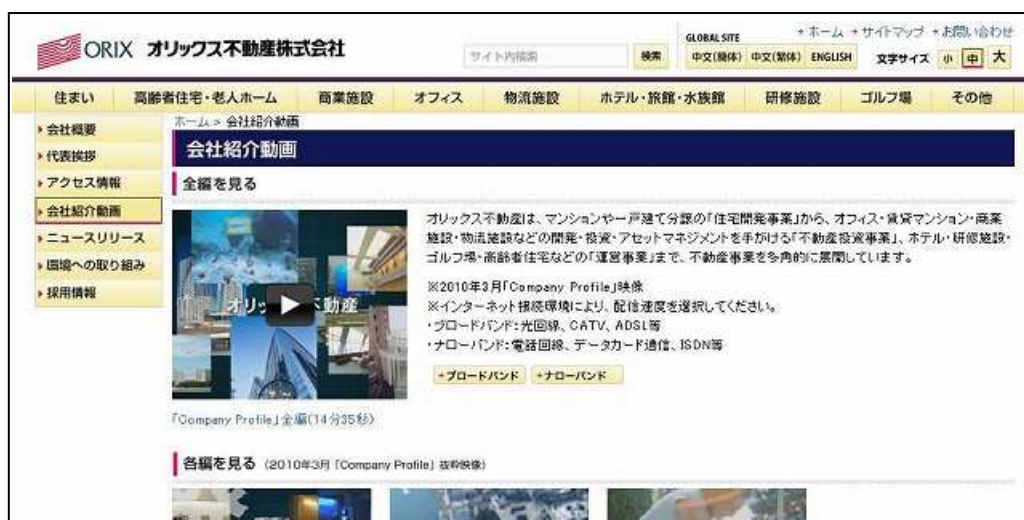 ORIX オリックス不動産株式会社
サイト内検索 検索
GLOBAL SITE
中文(簡体) 中文(繁体) ENGLISH
ホーム サイトマップ お問い合わせ
文字サイズ 小 中 大
住まい 高齢者住宅・老人ホーム 商業施設 オフィス 物流施設 ホテル・旅館・水族館 研修施設 ゴルフ場 その他
会社概要
代表挨拶
アクセス情報
会社紹介動画
ニュースリリース
環境への取り組み
採用情報
ホーム > 会社紹介動画
会社紹介動画
全編を見る
オリックス不動産
オリックス不動産は、マンションや一戸建て分譲の「住宅開発事業」から、オフィス・賃貸マンション・商業
施設・物流施設などの開発・投資・アセットマネジメントを手がける「不動産投資事業」、ホテル・研修施設・
ゴルフ場・高齢者住宅などの「運営事業」まで、不動産事業を多角的に展開しています。
※2010年3月「Company Profile」映像
※インターネット接続環境により、配信速度を選択してください。
・ブロードバンド:光回線、CATV、ADSL等
・ナローバンド:電話回線、データカード通信、ISDN等
ブロードバンド ナローバンド
「Company Profile」全編(14分35秒)
各編を見る (2010年3月「Company Profile」抜粋映像)